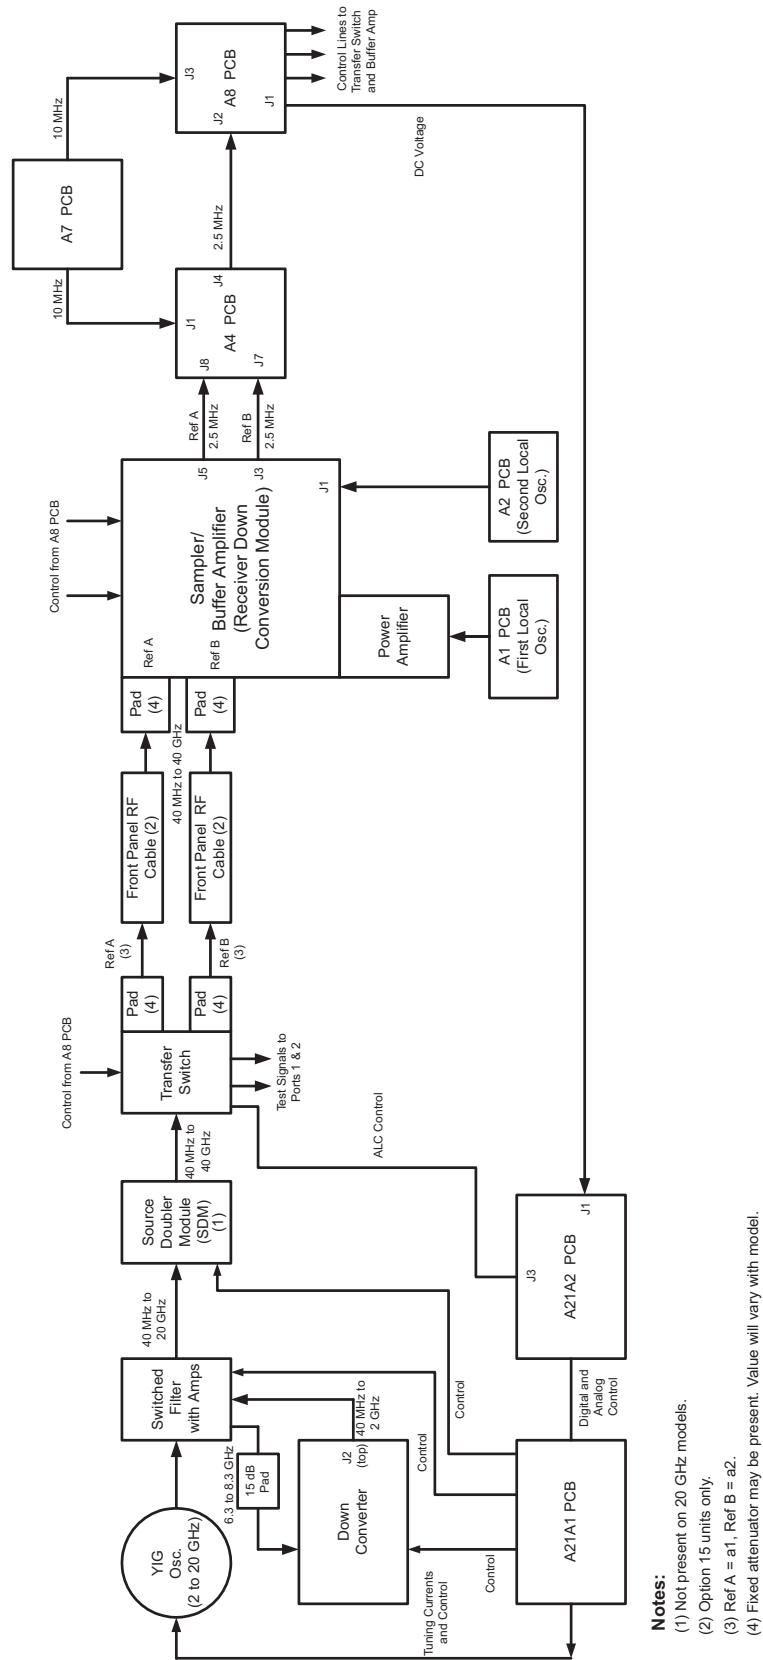 YIG
Osc.
(2 to 20 GHz)
Switched
Filter
with Amps
40 MHz to
20 GHz
Source
Doubler
Module
(SDM)
(1)
40 MHz to
40 GHz
Control from A8 PCB
Transfer
Switch
Pad
(4)
Pad
(4)
Ref A
(3)
Ref B
(3)
Test Signals to
Ports 1 & 2
Front Panel RF
Cable (2)
Front Panel RF
Cable (2)
Pad
(4)
Pad
(4)
40 MHz to 40 GHz
Control from A8 PCB
Ref A
Ref B
Sampler/
Buffer Amplifier
(Receiver Down
Conversion Module)
J5
J3
J1
Ref A
2.5 MHz
Ref B
2.5 MHz
Power
Amplifier
A1 PCB
(First Local
Osc.)
A2 PCB
(Second Local
Osc.)
10 MHz
A7 PCB
10 MHz
J1
J8
J4
A4 PCB
J7
2.5 MHz
J3
J2
A8 PCB
J1
Control Lines to
Transfer Switch
and Buffer Amp
DC Voltage
6.3 to 8.3 GHz
15 dB
Pad
Down
Converter
J2
(top)
40 MHz to
2 GHz
Tuning Currents
and Control
Control
Control
Control
ALC Control
A21A1 PCB
Digital and
Analog
Control
J3
A21A2 PCB
J1
Notes:
(1) Not present on 20 GHz models.
(2) Option 15 units only.
(3) Ref A = a1, Ref B = a2.
(4) Fixed attenuator may be present. Value will vary with model.